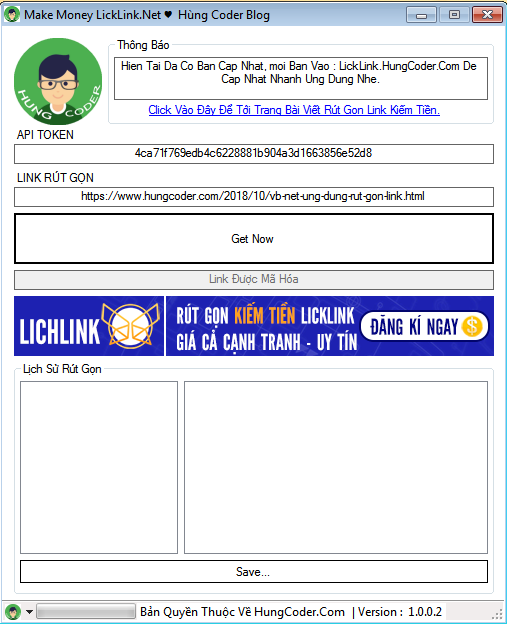 Make Money LickLink.Net ♥ Hùng Coder Blog
HUNG CODER
Thông Báo
Hien Tai Da Co Ban Cap Nhat, moi Ban Vao : LickLink.HungCoder.Com De
Cap Nhat Nhanh Ung Dung Nhe.
Click Vào Đây Để Tới Trang Bài Viết Rút Gọn Link Kiếm Tiền.
API TOKEN
4ca71f769edb4c6228881b904a3d1663856e52d8
LINK RÚT GỌN
https://www.hungcoder.com/2018/10/vb-net-ung-dung-rut-gon-link.html
Get Now
Link Được Mã Hóa
LICHLINK
RÚT GỌN KIẾM TIỀN LICKLINK
GIÁ CẢ CẠNH TRANH - UY TÍN
ĐĂNG KÍ NGAY $
Lịch Sử Rút Gọn
Save...
Bản Quyền Thuộc Về HungCoder.Com | Version : 1.0.0.2